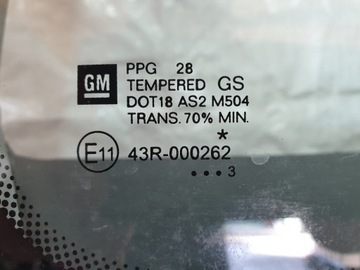 GM
PPG 28
TEMPERED GS
DOT18 AS2 M504
TRANS. 70% MIN.
*
E11 43R-000262
•••3